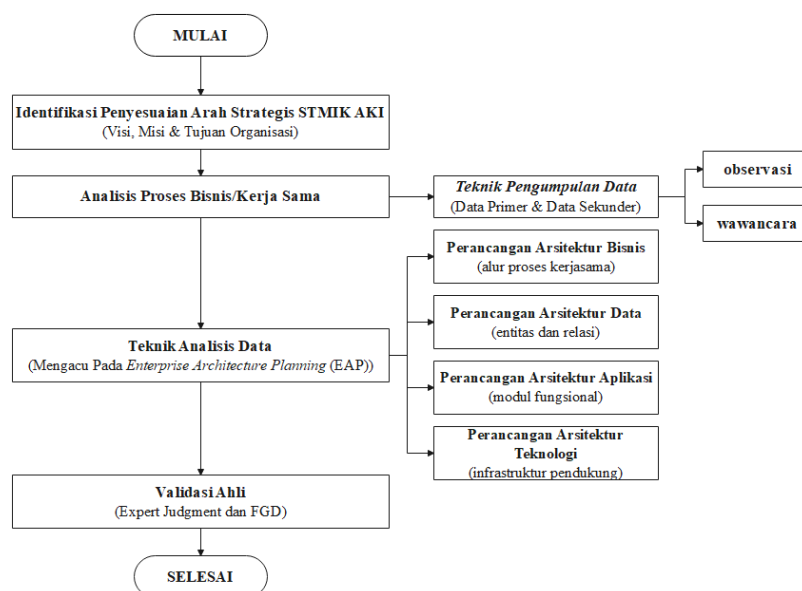 MULAI
Identifikasi Penyesuaian Arah Strategis STMIK AKI
(Visi, Misi & Tujuan Organisasi)
Analisis Proses Bisnis/Kerja Sama
Teknik Pengumpulan Data
(Data Primer & Data Sekunder)
observasi
wawancara
Perancangan Arsitektur Bisnis
(alur proses kerjasama)
Perancangan Arsitektur Data
(entitas dan relasi)
Teknik Analisis Data
(Mengacu Pada Enterprise Architecture Planning (EAP))
Perancangan Arsitektur Aplikasi
(modul fungsional)
Perancangan Arsitektur
Teknologi
(infrastruktur pendukung)
Validasi Ahli
(Expert Judgment dan FGD)
SELESAI